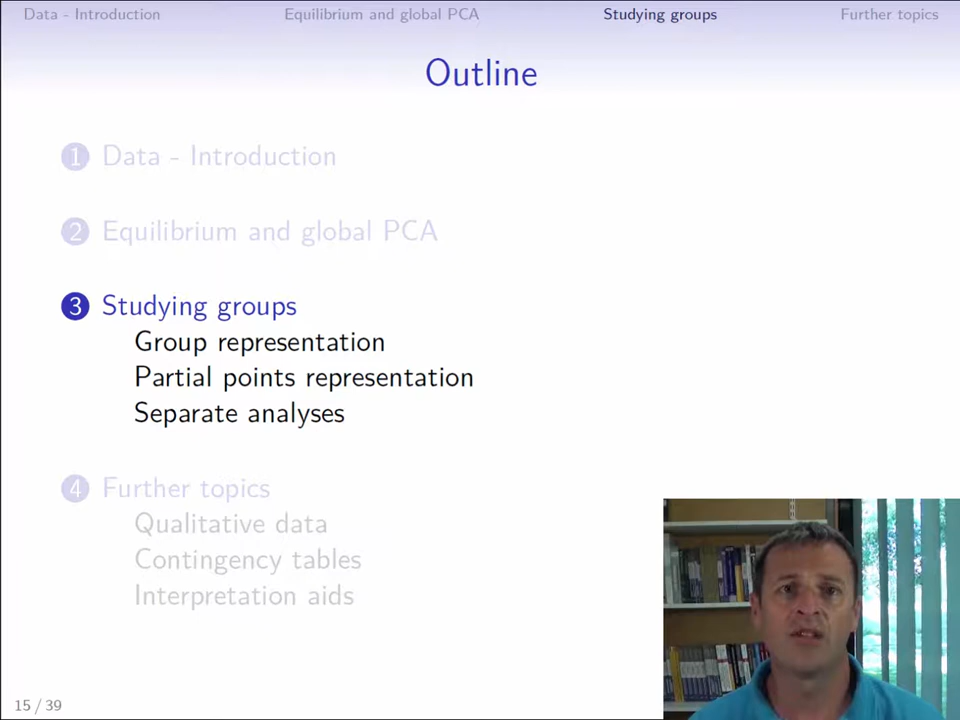 Data - Introduction Equilibrium and global PCA Studying groups Further topics
Outline
1 Data - Introduction
2 Equilibrium and global PCA
3 Studying groups
Group representation
Partial points representation
Separate analyses
4 Further topics
Qualitative data
Contingency tables
Interpretation aids
15 / 39